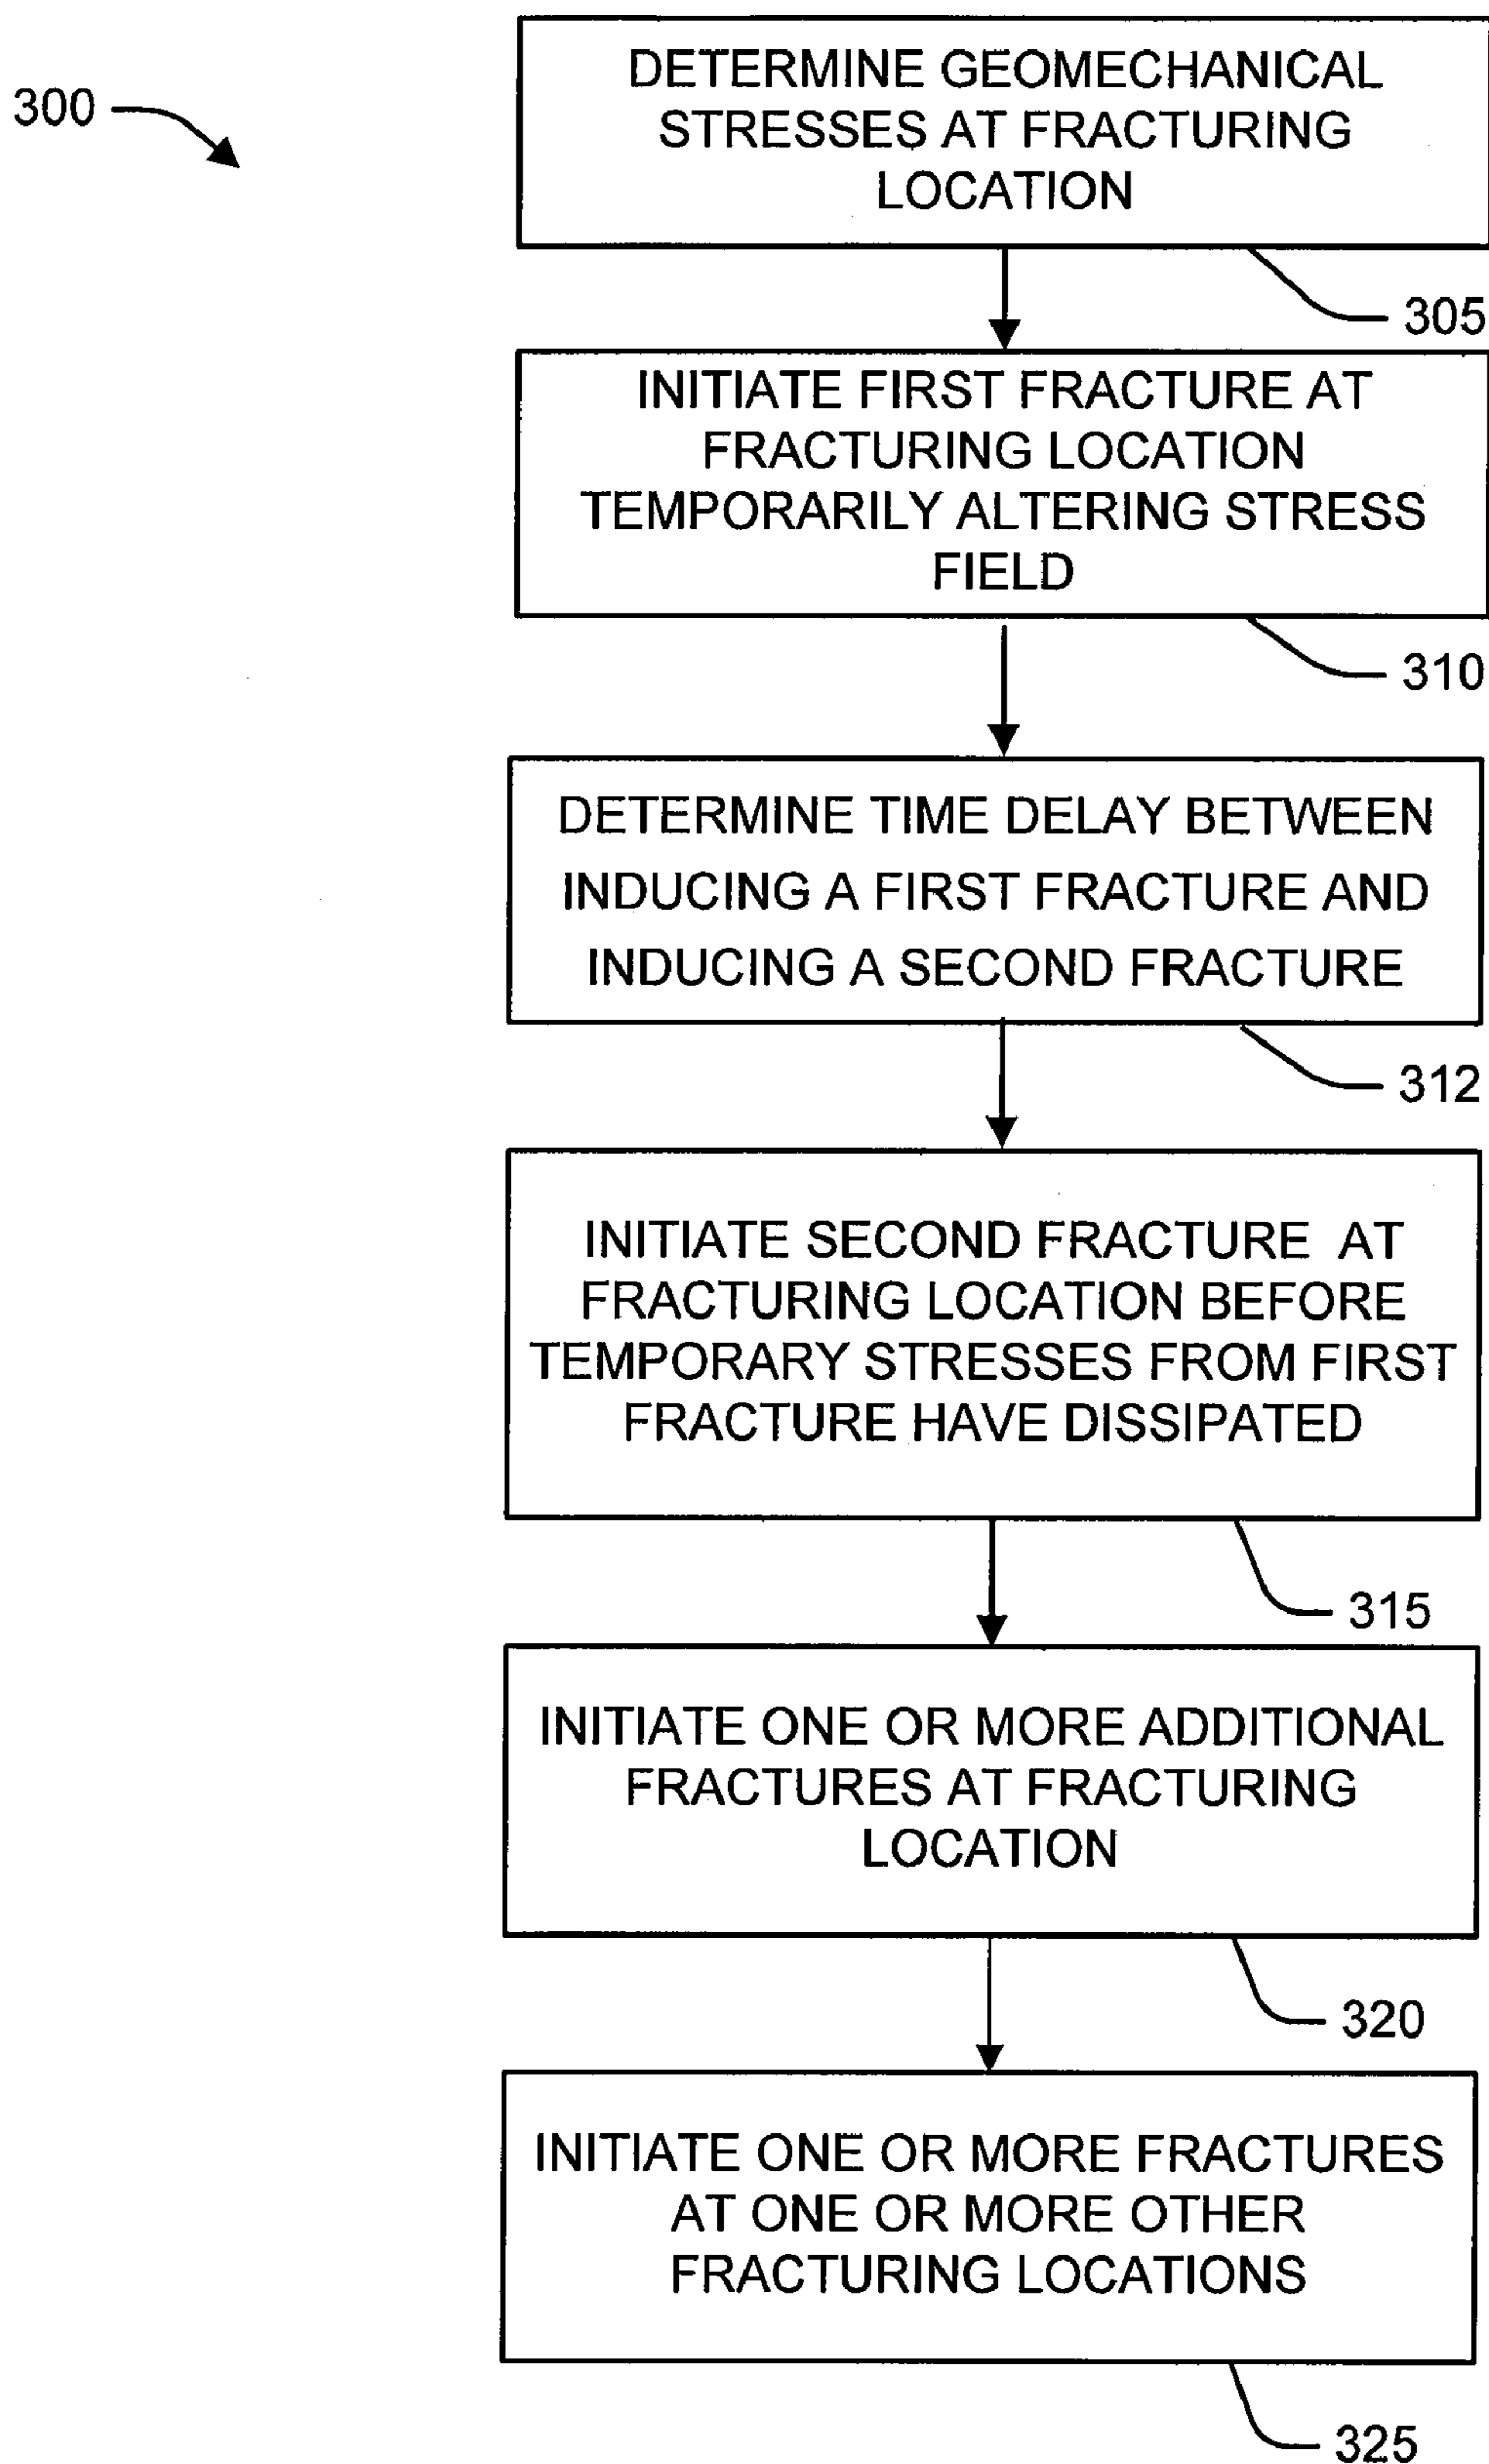 300
DETERMINE GEOMECHANICAL
STRESSES AT FRACTURING
LOCATION
305
INITIATE FIRST FRACTURE AT
FRACTURING LOCATION
TEMPORARILY ALTERING STRESS
FIELD
310
DETERMINE TIME DELAY BETWEEN
INDUCING A FIRST FRACTURE AND
INDUCING A SECOND FRACTURE
312
INITIATE SECOND FRACTURE AT
FRACTURING LOCATION BEFORE
TEMPORARY STRESSES FROM FIRST
FRACTURE HAVE DISSIPATED
315
INITIATE ONE OR MORE ADDITIONAL
FRACTURES AT FRACTURING
LOCATION
320
INITIATE ONE OR MORE FRACTURES
AT ONE OR MORE OTHER
FRACTURING LOCATIONS
325